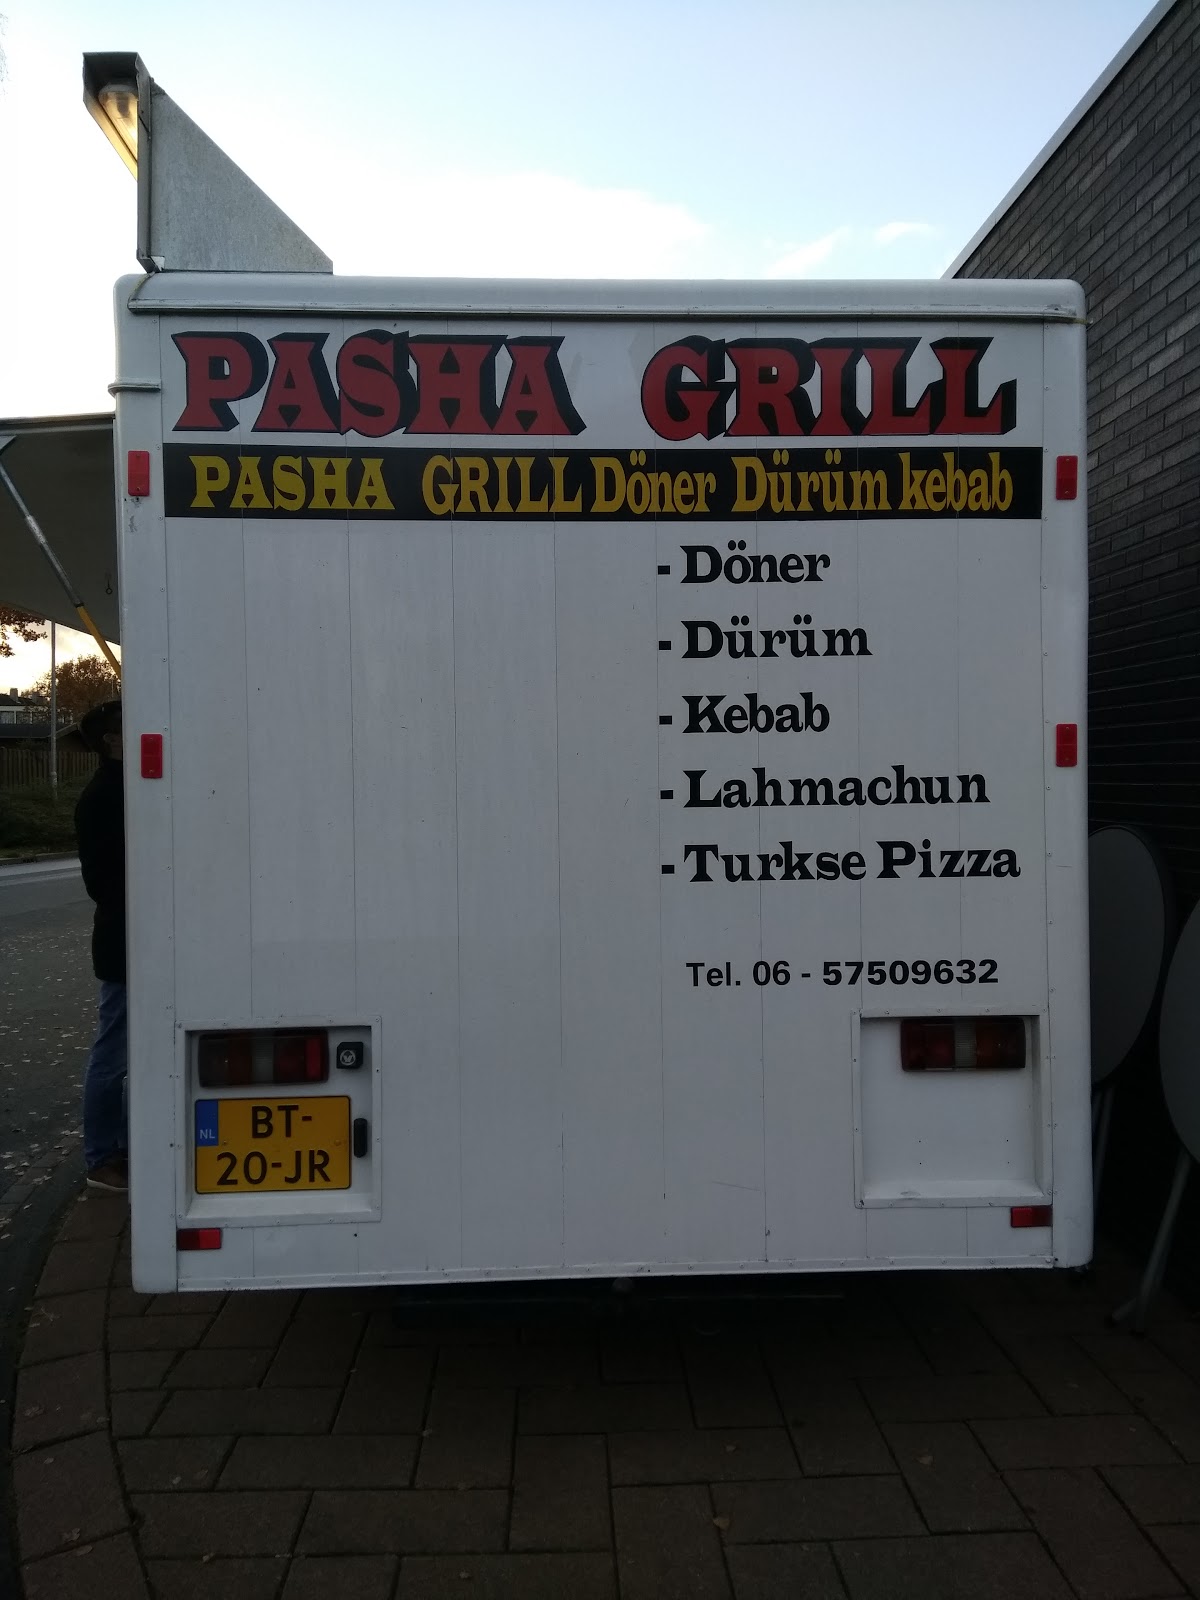 PASHA GRILL
PASHA GRILL Döner Dürüm kebab
- Döner
- Dürüm
- Kebab
- Lahmachun
- Turkse Pizza
Tel. 06 - 57509632
NL
BT-
20-JR